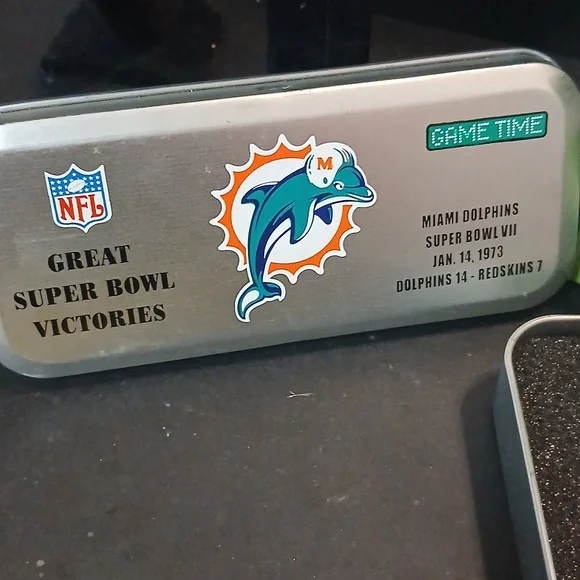 NFL
GREAT
SUPER BOWL
VICTORIES
M
GAME TIME
MIAMI DOLPHINS
SUPER BOWL VII
JAN. 14, 1973
DOLPHINS 14 - REDSKINS 7